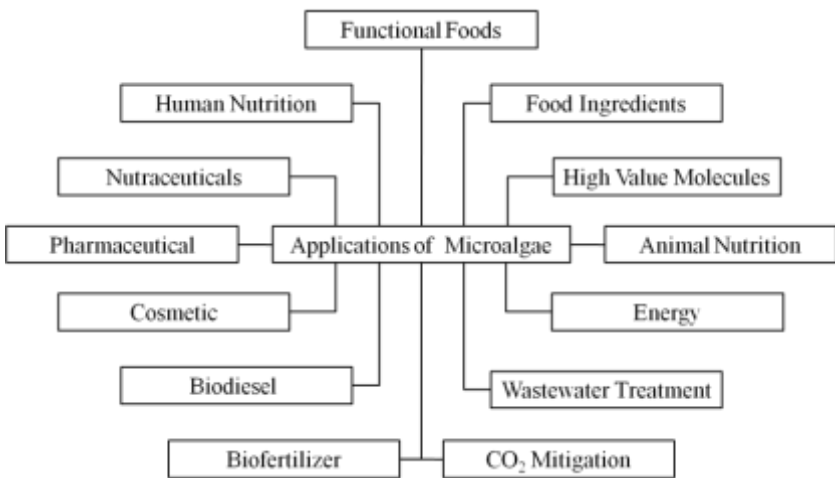 Functional Foods
Human Nutrition
Food Ingredients
Nutraceuticals
High Value Molecules
Pharmaceutical
Applications of Microalgae
Animal Nutrition
Cosmetic
Energy
Biodiesel
Wastewater Treatment
Biofertilizer
CO₂ Mitigation